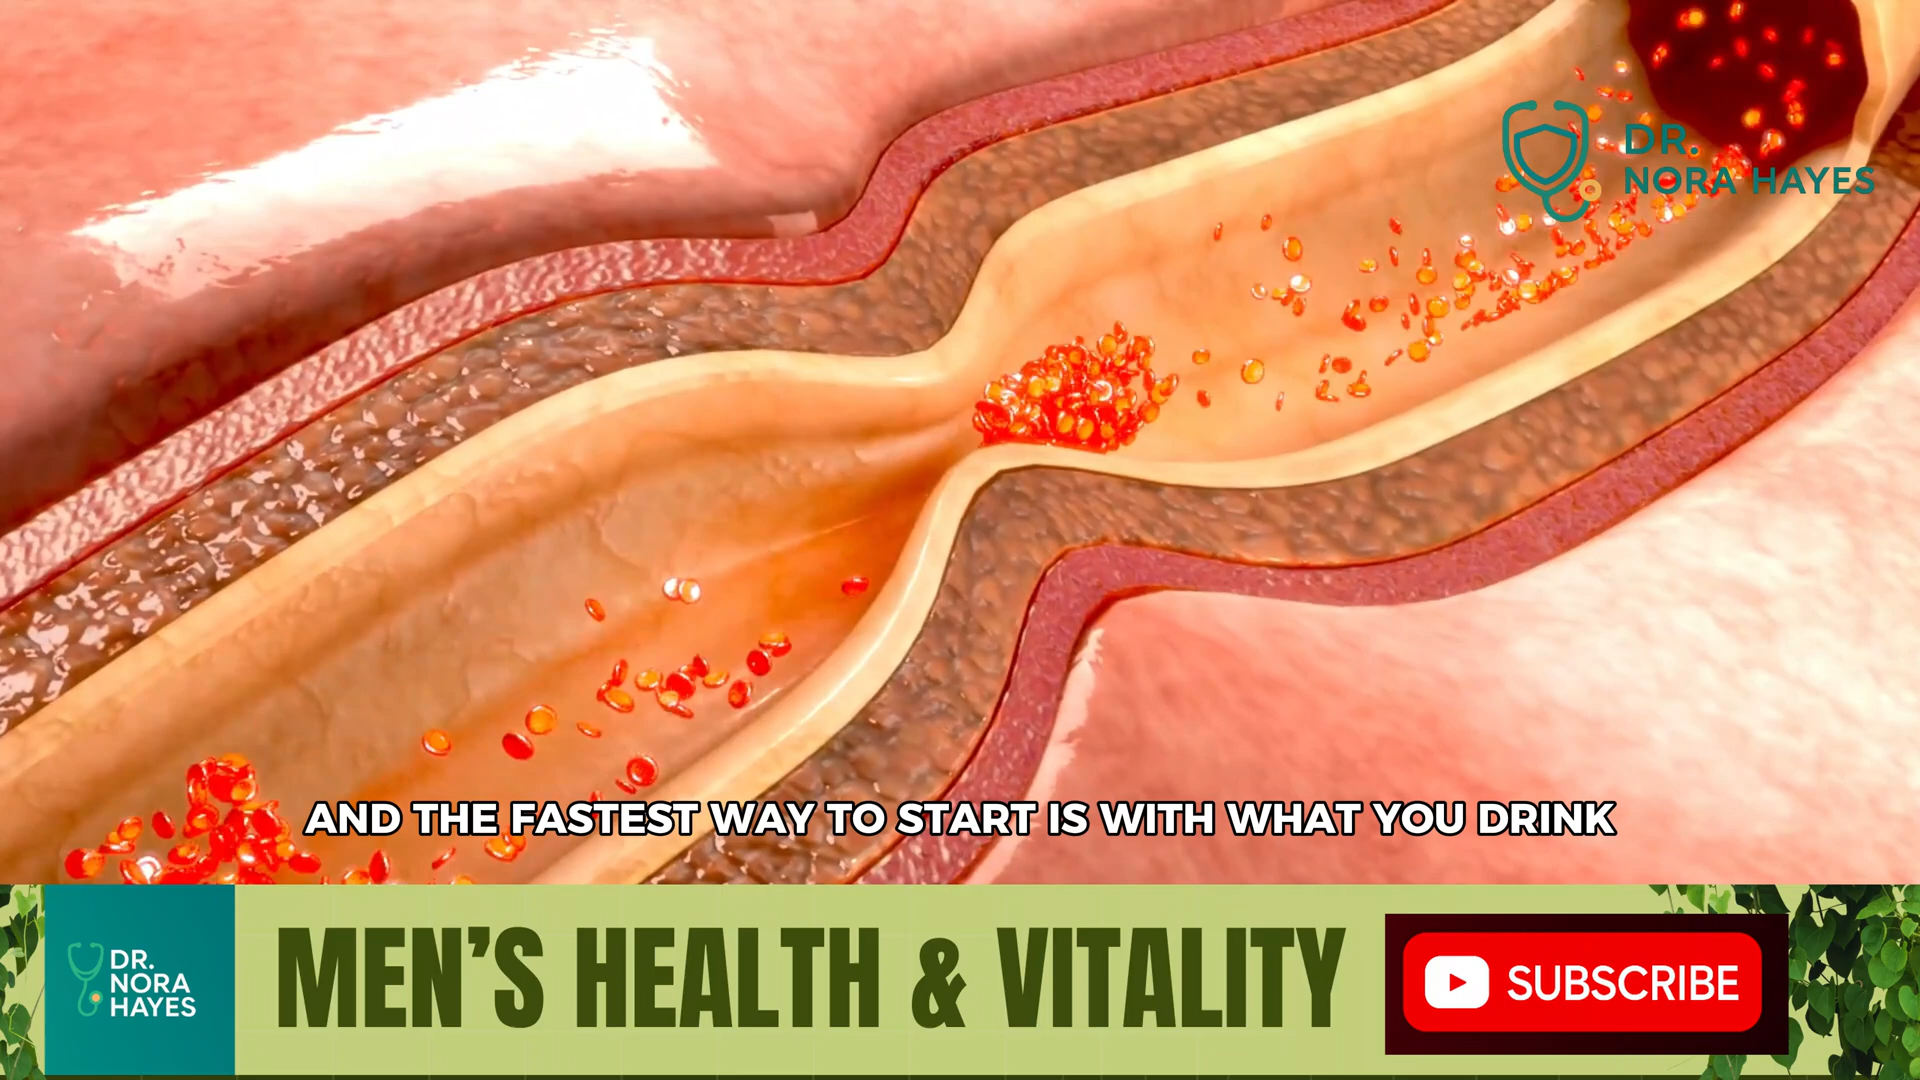 DR.
NORA HAYES
AND THE FASTEST WAY TO START IS WITH WHAT YOU DRINK
DR.
NORA
HAYES
MEN'S HEALTH & VITALITY
SUBSCRIBE